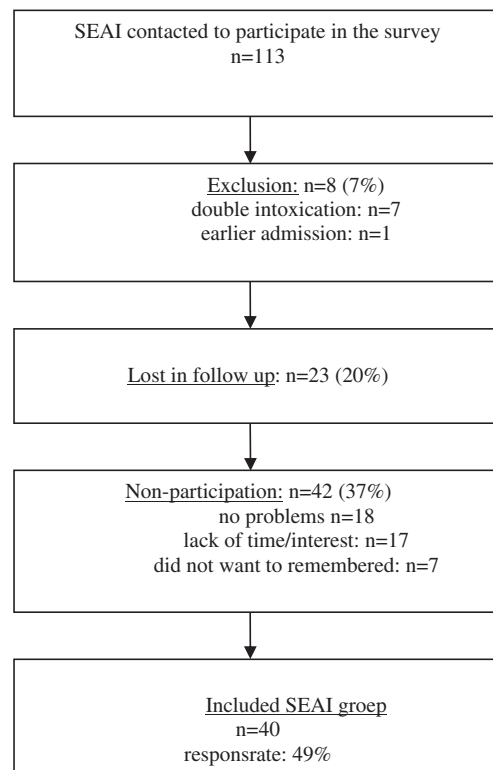 SEAI contacted to participate in the survey
n=113
Exclusion: n=8 (7%)
double intoxication: n=7
earlier admission: n=1
Lost in follow up: n=23 (20%)
Non-participation: n=42 (37%)
no problems n=18
lack of time/interest: n=17
did not want to remembered: n=7
Included SEAI groep
n=40
responsrate: 49%